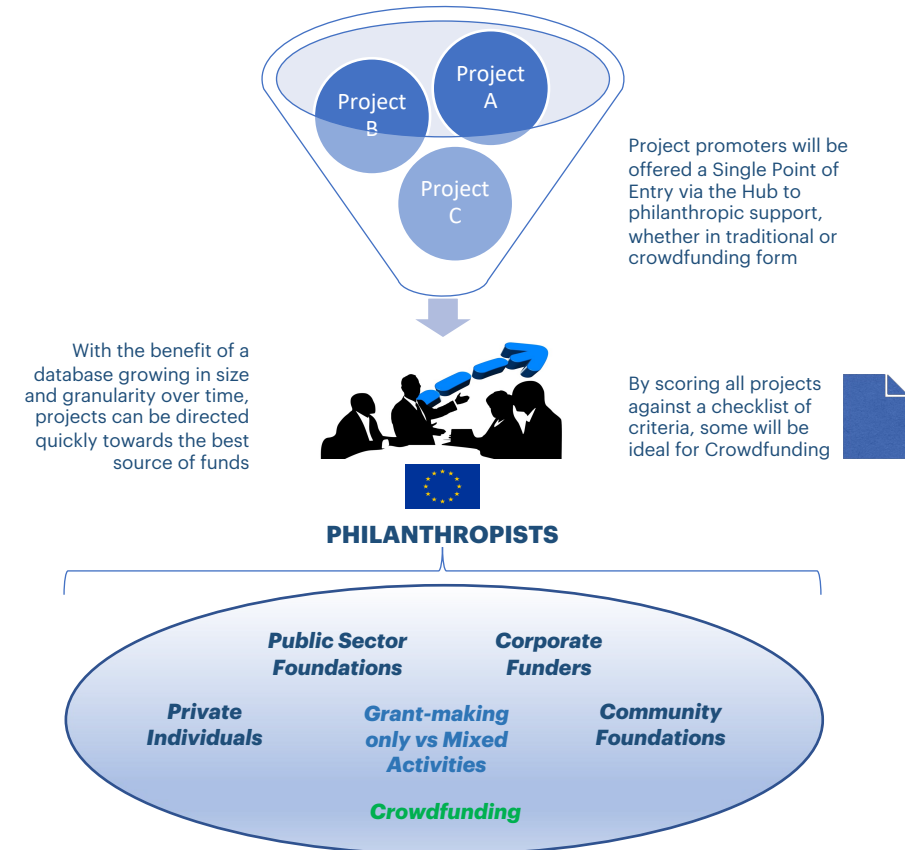 Project
A
Project
B
Project
C
Project promoters will be
offered a Single Point of
Entry via the Hub to
philanthropic support,
whether in traditional or
crowdfunding form
With the benefit of a
database growing in size
and granularity over time,
projects can be directed
quickly towards the best
source of funds
By scoring all projects
against a checklist of
criteria, some will be
ideal for Crowdfunding
PHILANTHROPISTS
Public Sector
Foundations
Corporate
Funders
Private
Individuals
Grant-making
only vs Mixed
Activities
Community
Foundations
Crowdfunding